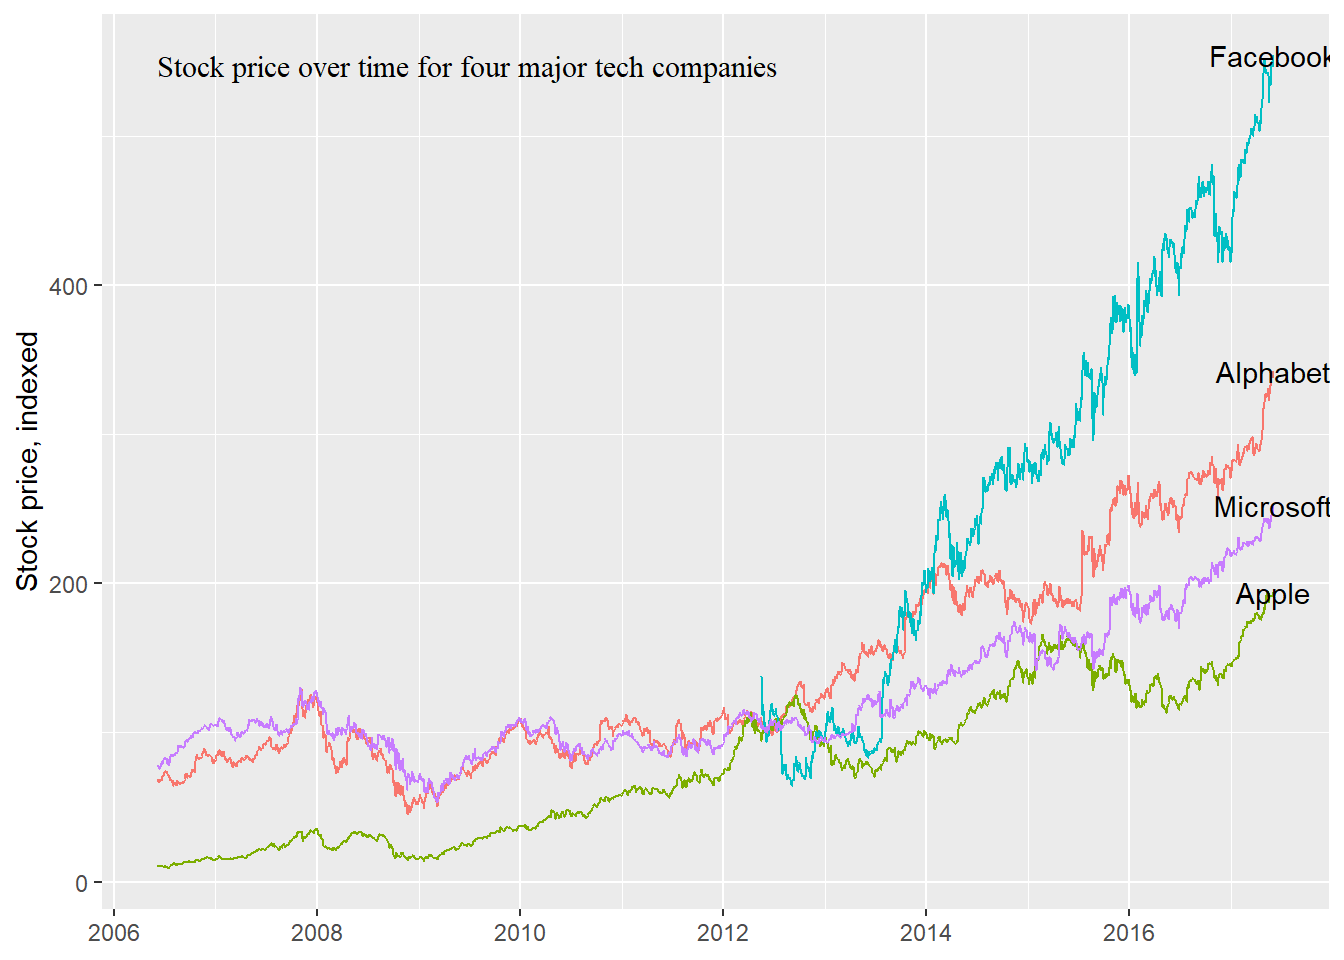 Stock price over time for four major tech companies
Facebook
Alphabet
Microsoft
Apple
Stock price, indexed
400
200
0
2006
2008
2010
2012
2014
2016